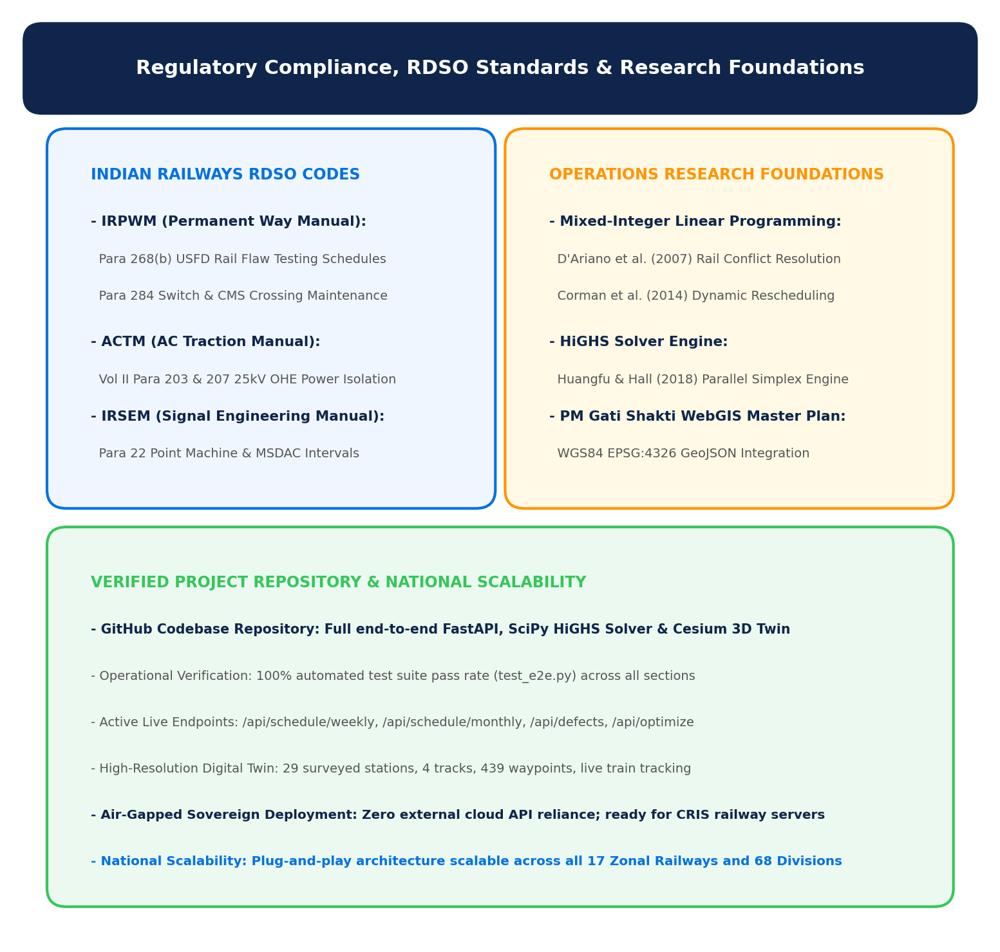 Regulatory Compliance, RDSO Standards & Research Foundations
INDIAN RAILWAYS RDSO CODES
- IRPWM (Permanent Way Manual):
Para 268(b) USFD Rail Flaw Testing Schedules
Para 284 Switch & CMS Crossing Maintenance
- ACTM (AC Traction Manual):
Vol II Para 203 & 207 25kV OHE Power Isolation
- IRSEM (Signal Engineering Manual):
Para 22 Point Machine & MSDAC Intervals
OPERATIONS RESEARCH FOUNDATIONS
- Mixed-Integer Linear Programming:
D'Ariano et al. (2007) Rail Conflict Resolution
Corman et al. (2014) Dynamic Rescheduling
- HiGHS Solver Engine:
Huangfu & Hall (2018) Parallel Simplex Engine
- PM Gati Shakti WebGIS Master Plan:
WGS84 EPSG:4326 GeoJSON Integration
VERIFIED PROJECT REPOSITORY & NATIONAL SCALABILITY
- GitHub Codebase Repository: Full end-to-end FastAPI, SciPy HiGHS Solver & Cesium 3D Twin
- Operational Verification: 100% automated test suite pass rate (test_e2e.py) across all sections
- Active Live Endpoints: /api/schedule/weekly, /api/schedule/monthly, /api/defects, /api/optimize
- High-Resolution Digital Twin: 29 surveyed stations, 4 tracks, 439 waypoints, live train tracking
- Air-Gapped Sovereign Deployment: Zero external cloud API reliance; ready for CRIS railway servers
- National Scalability: Plug-and-play architecture scalable across all 17 Zonal Railways and 68 Divisions